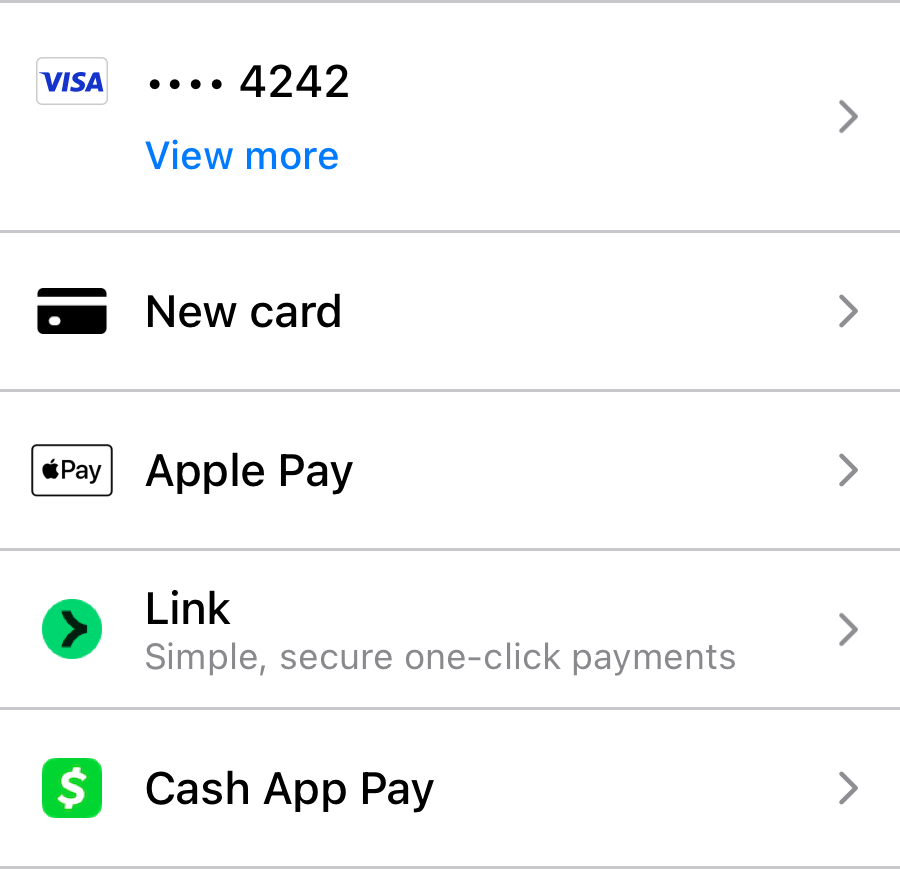 VISA •••• 4242
View more
New card
Pay Apple Pay
Link
Simple, secure one-click payments
$ Cash App Pay